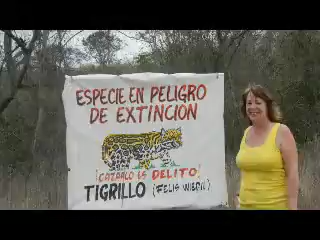 ESPECIE EN PELIGRO
DE EXTINCION
¡CAZARLO ES DELITO!
TIGRILLO (FELIS WIEDII)